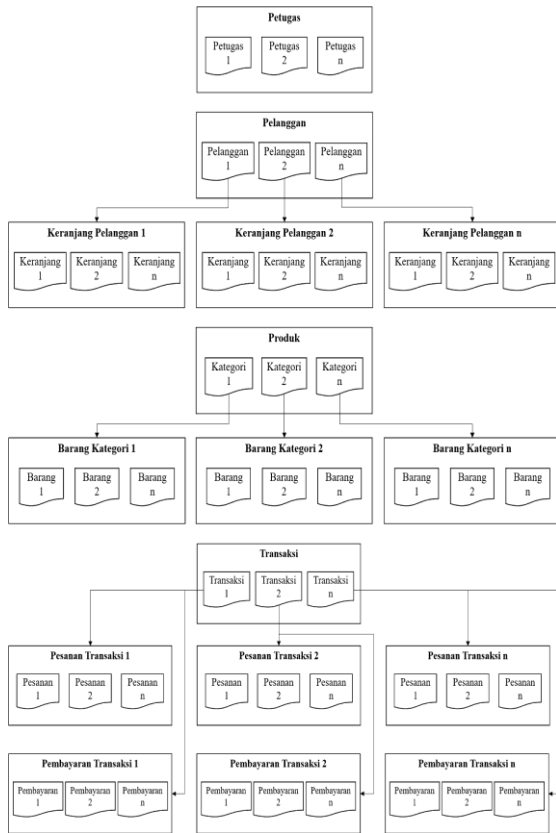 Petugas
Petugas Petugas Petugas
1 2 n
Pelanggan
Pelanggan Pelanggan Pelanggan
1 2 n
Keranjang Pelanggan 1 Keranjang Pelanggan 2 Keranjang Pelanggan n
Keranjang Keranjang Keranjang Keranjang Keranjang Keranjang Keranjang Keranjang Keranjang
1 2 n 1 2 n 1 2 n
Produk
Kategori Kategori Kategori
1 2 n
Barang Kategori 1 Barang Kategori 2 Barang Kategori n
Barang Barang Barang Barang Barang Barang Barang Barang Barang
1 2 n 1 2 n 1 2 n
Transaksi
Transaksi Transaksi Transaksi
1 2 n
Pesanan Transaksi 1 Pesanan Transaksi 2 Pesanan Transaksi n
Pesanan Pesanan Pesanan Pesanan Pesanan Pesanan Pesanan Pesanan Pesanan
1 2 n 1 2 n 1 2 n
Pembayaran Transaksi 1 Pembayaran Transaksi 2 Pembayaran Transaksi n
Pembayaran Pembayaran Pembayaran Pembayaran Pembayaran Pembayaran Pembayaran Pembayaran Pembayaran
1 2 n 1 2 n 1 2 n